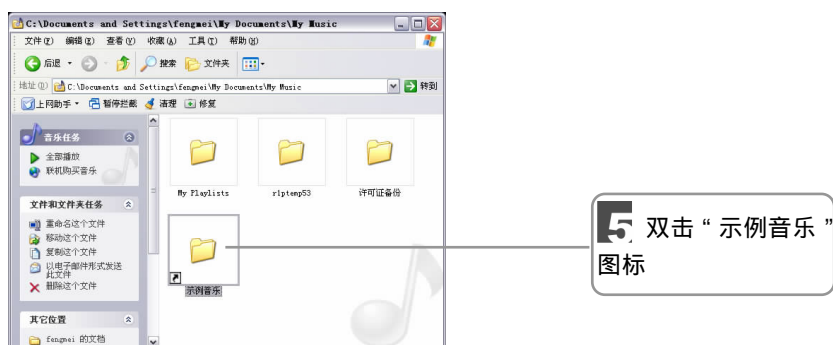 C:\Documents and Settings\fengmei\My Documents\My Music
文件(F) 编辑(E) 查看(V) 收藏(A) 工具(T) 帮助(H)
后退 搜索 文件夹
地址(D) C:\Documents and Settings\fengmei\My Documents\My Music 转到
上网助手 暂停拦截 清理 修复
音乐任务
全部播放
联机购买音乐
文件和文件夹任务
重命名这个文件
移动这个文件
复制这个文件
以电子邮件形式发送
此文件
删除这个文件
其它位置
fengmei 的文档
My Playlists rlptemp53 许可证备份
示例音乐
5 双击“示例音乐”
图标